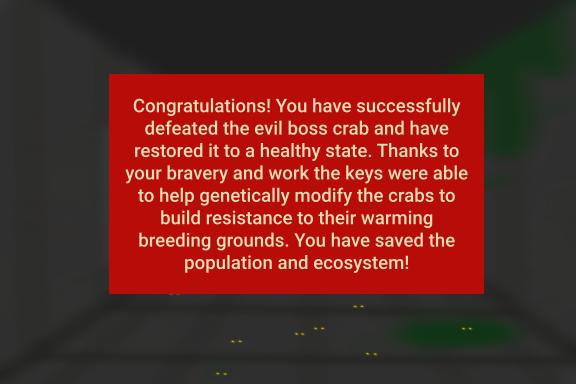 Congratulations! You have successfully
defeated the evil boss crab and have
restored it to a healthy state. Thanks to
your bravery and work the keys were able
to help genetically modify the crabs to
build resistance to their warming
breeding grounds. You have saved the
population and ecosystem!